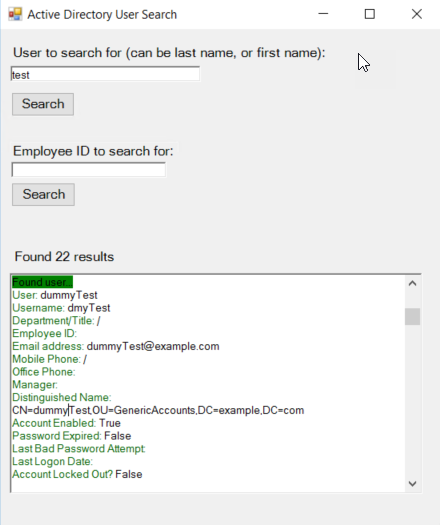 Active Directory User Search
User to search for (can be last name, or first name):
test
Search
Employee ID to search for:
Search
Found 22 results
Found user...
User: dummyTest
Username: dmyTest
Department/Title: /
Employee ID:
Email address: dummyTest@example.com
Mobile Phone: /
Office Phone:
Manager:
Distinguished Name:
CN=dummyTest,OU=GenericAccounts,DC=example,DC=com
Account Enabled: True
Password Expired: False
Last Bad Password Attempt:
Last Logon Date:
Account Locked Out? False